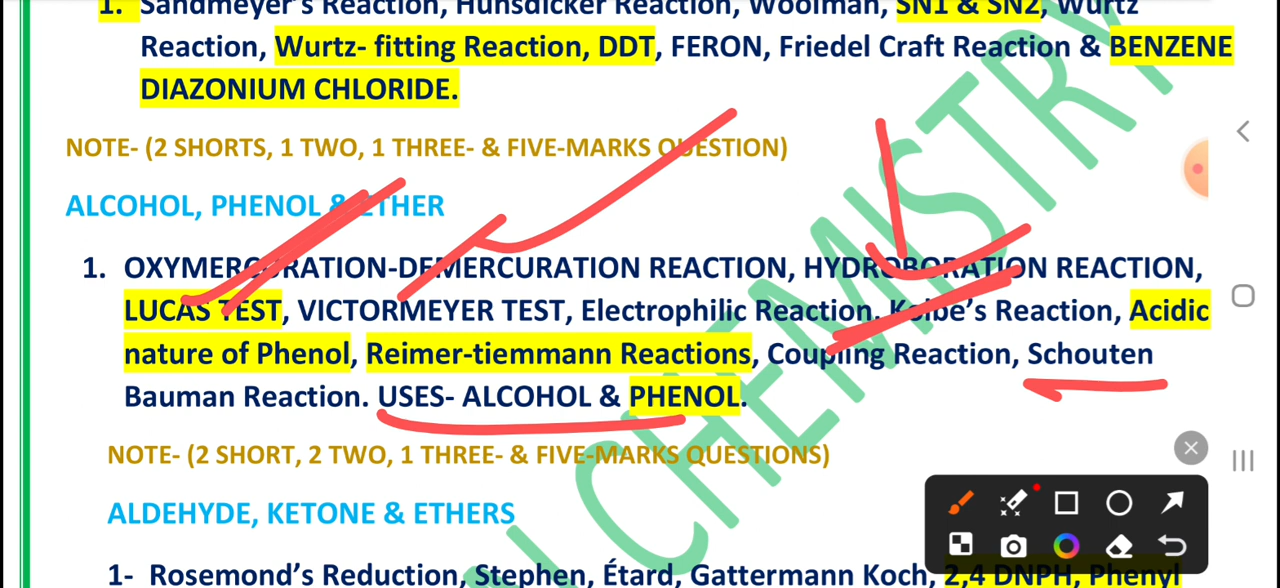 1. Sandmeyer's Reaction, Hunsdicker Reaction, Woolman, SN1 & SN2, Wurtz
Reaction, Wurtz- fitting Reaction, DDT, FERON, Friedel Craft Reaction & BENZENE
DIAZONIUM CHLORIDE.
NOTE- (2 SHORTS, 1 TWO, 1 THREE- & FIVE-MARKS QUESTION)
ALCOHOL, PHENOL & ETHER
1. OXYMERCURATION-DEMERCURATION REACTION, HYDROBORATION REACTION,
LUCAS TEST, VICTORMEYER TEST, Electrophilic Reaction, Kolbe's Reaction, Acidic
nature of Phenol, Reimer-tiemmann Reactions, Coupling Reaction, Schouten
Bauman Reaction. USES- ALCOHOL & PHENOL.
NOTE- (2 SHORT, 2 TWO, 1 THREE- & FIVE-MARKS QUESTIONS)
ALDEHYDE, KETONE & ETHERS
1- Rosemond's Reduction, Stephen, Étard, Gattermann Koch, 2,4 DNPH, Phenyl
CHEMISTRY